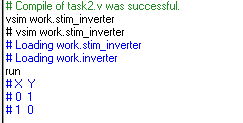 # Compile of task2.v was successful.
vsim work.stim_inverter
# vsim work.stim_inverter
# Loading work.stim_inverter
# Loading work.inverter
run
# X Y
# 0 1
# 1 0